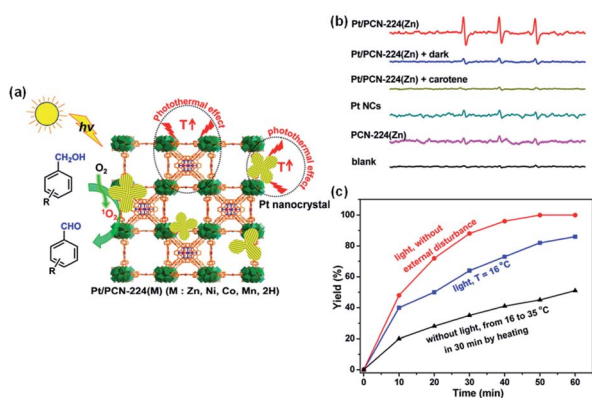 (a)
hν
CH₂OH
R
O₂
¹O₂
CHO
R
Photothermal effect
T↑
photothermal effect
T↑
Pt nanocrystal
Pt/PCN-224(M) (M : Zn, Ni, Co, Mn, 2H)
(b)
Pt/PCN-224(Zn)
Pt/PCN-224(Zn) + dark
Pt/PCN-224(Zn) + carotene
Pt NCs
PCN-224(Zn)
blank
(c)
Yield (%)
100
80
60
40
20
0
light, without
external disturbance
light, T = 16 °C
without light, from 16 to 35 °C
in 30 min by heating
0 10 20 30 40 50 60
Time (min)